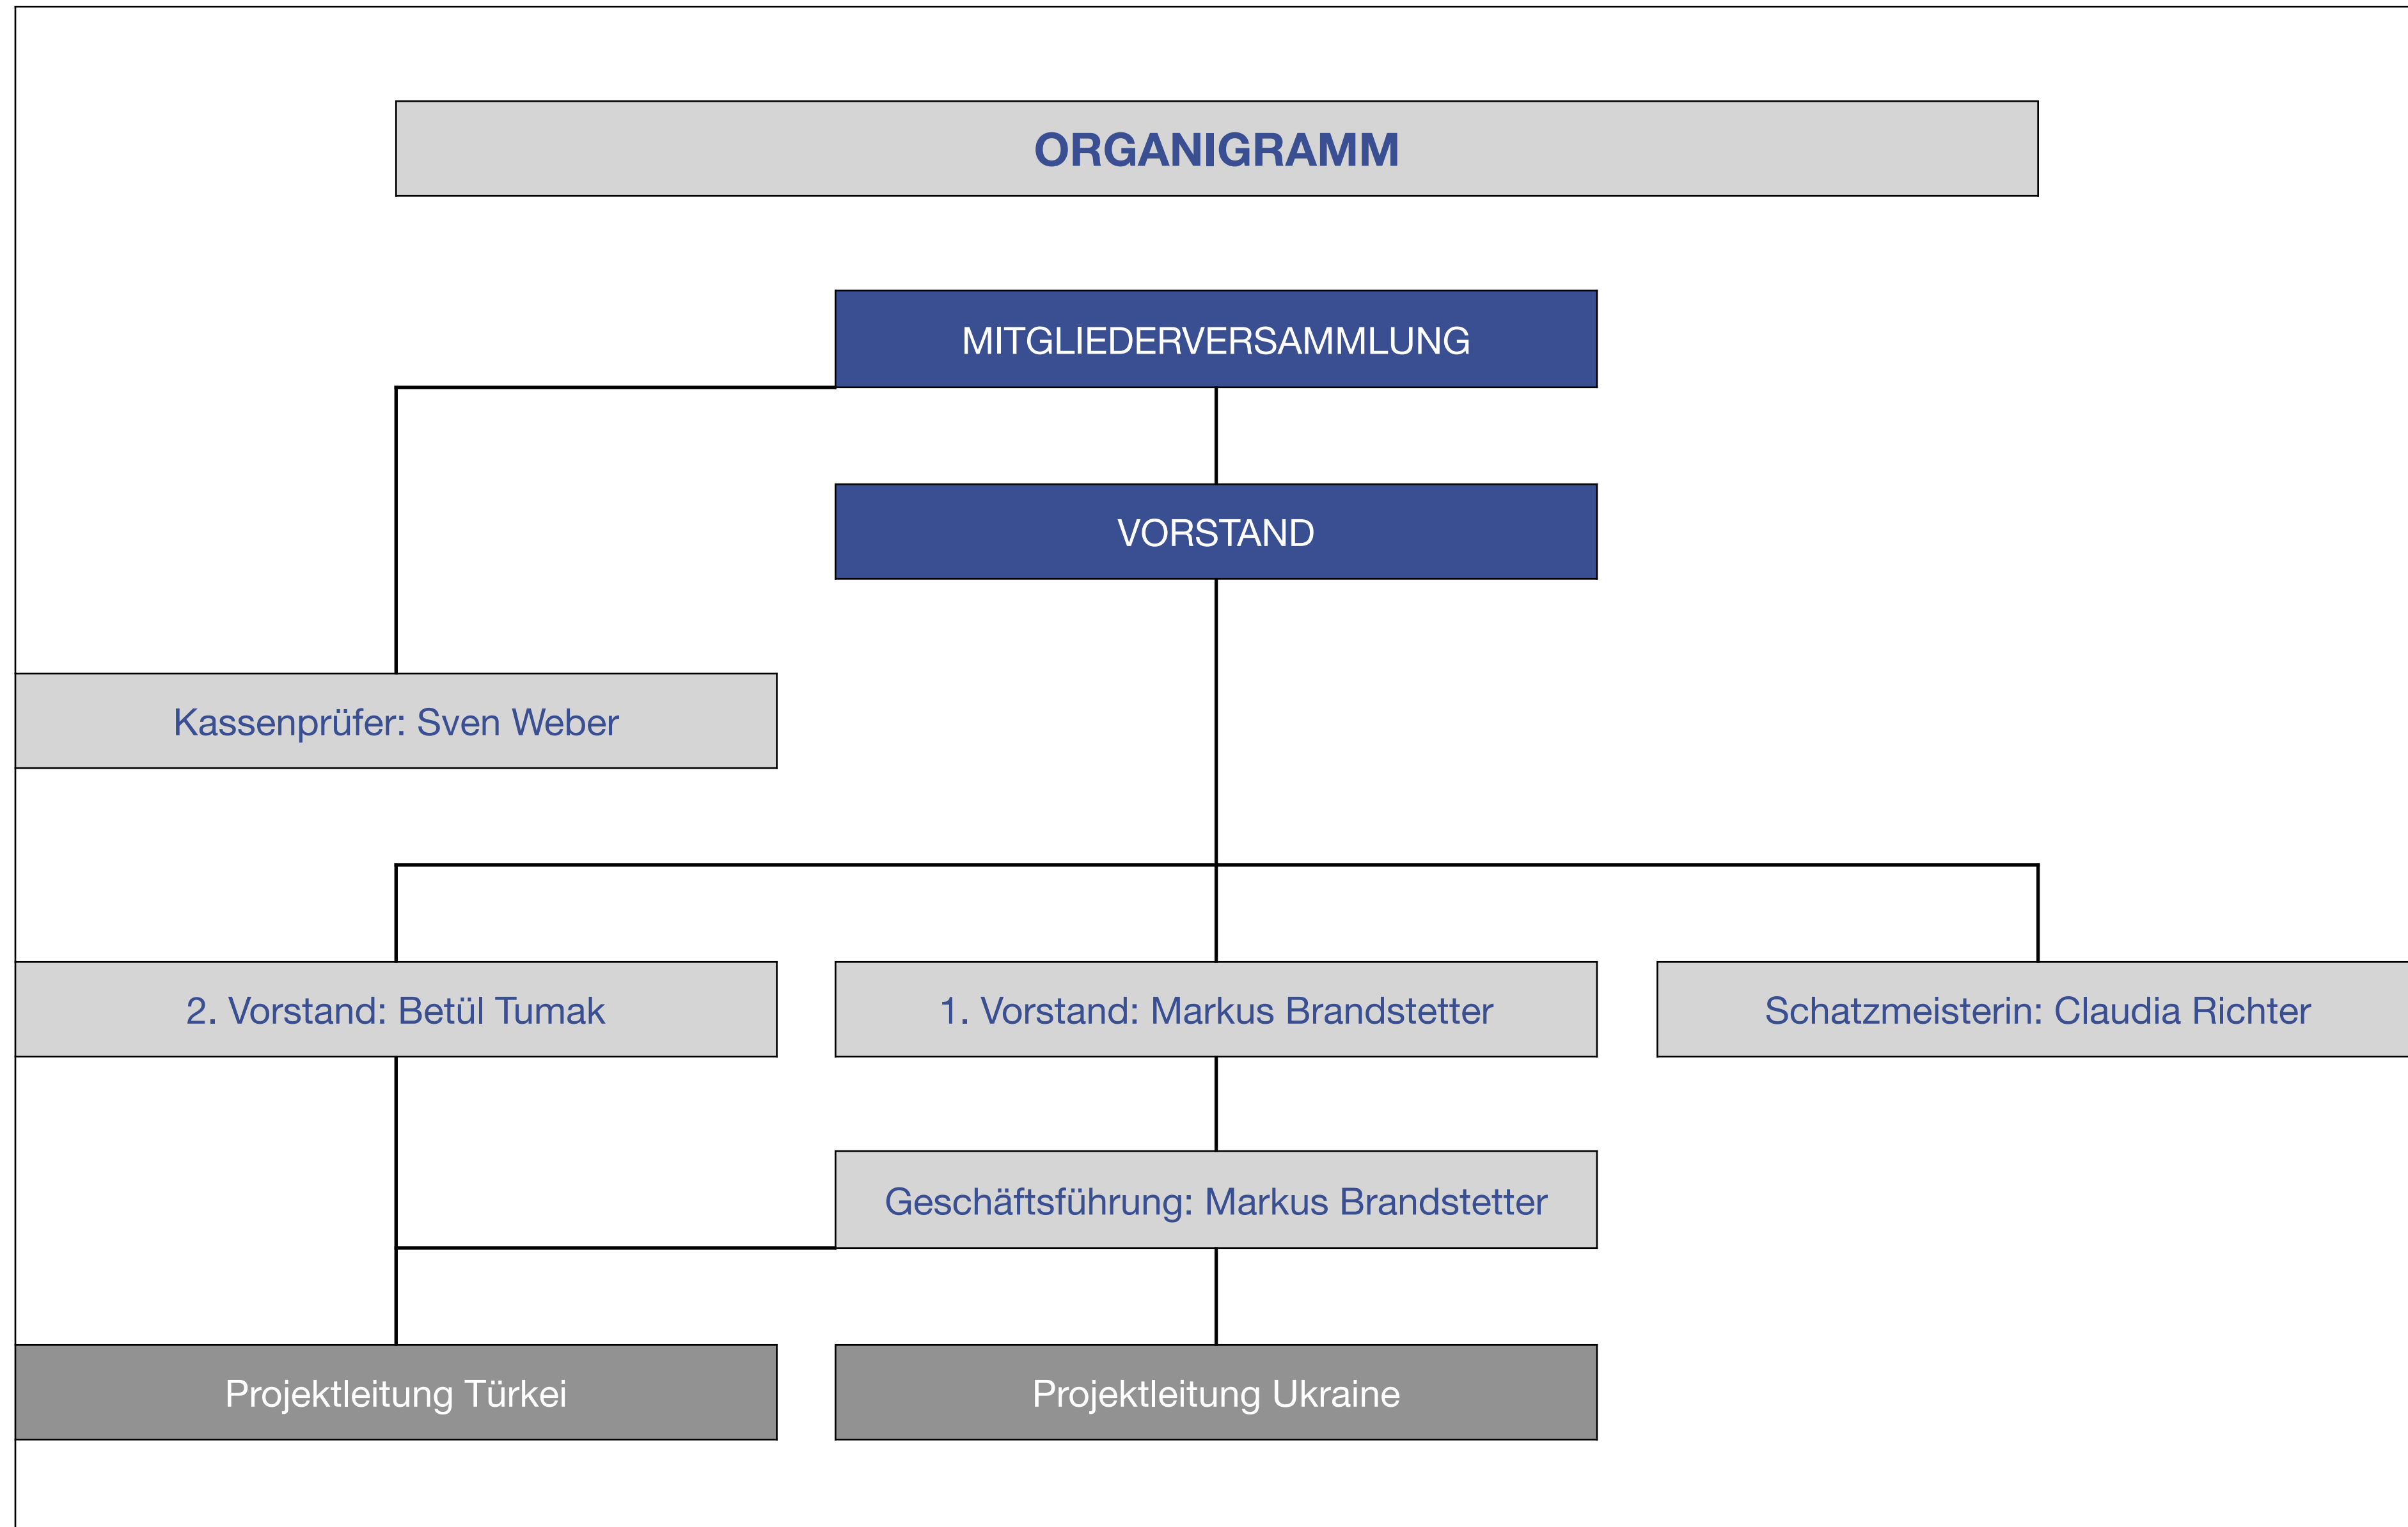 ORGANIGRAMM
MITGLIEDERVERSAMMLUNG
VORSTAND
Kassenprüfer: Sven Weber
2. Vorstand: Betül Tumak
1. Vorstand: Markus Brandstetter
Schatzmeisterin: Claudia Richter
Geschäftsführung: Markus Brandstetter
Projektleitung Türkei
Projektleitung Ukraine